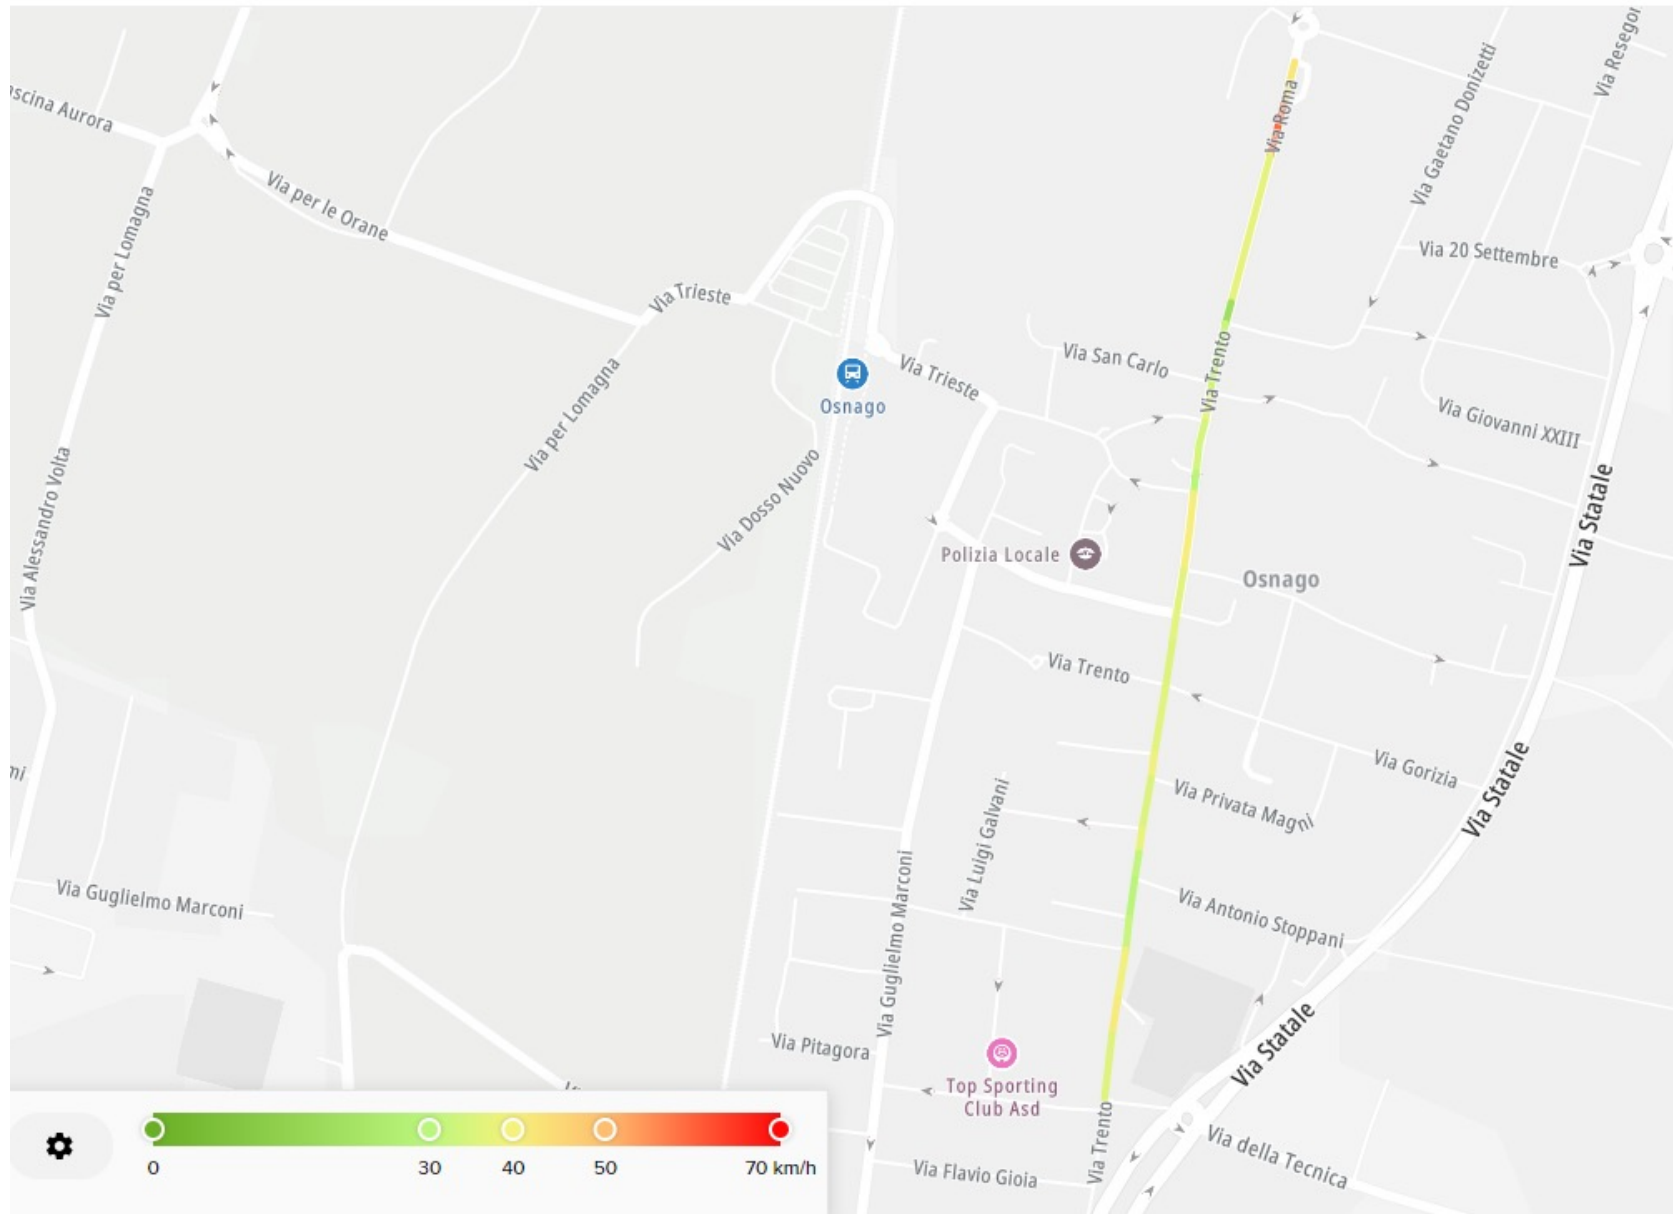 ascina Aurora
Via per Lomagna
Via per le Orane
Via Roma
Via Gaetano Donizetti
Via Resegon
Via 20 Settembre
Via Trieste
Via Trieste
Via San Carlo
Via Trento
Osnago
Via Giovanni XXIII
Via per Lomagna
Via Alessandro Volta
Via Dosso Nuovo
Via Statale
Polizia Locale
Osnago
Via Trento
Via Gorizia
Via Statale
mi
Via Privata Magni
Via Luigi Galvani
Via Guglielmo Marconi
Via Guglielmo Marconi
Via Antonio Stoppani
Via Statale
Via Pitagora
Top Sporting
Club Asd
Via Trento
Via della Tecnica
Via Flavio Gioia
0
30
40
50
70 km/h